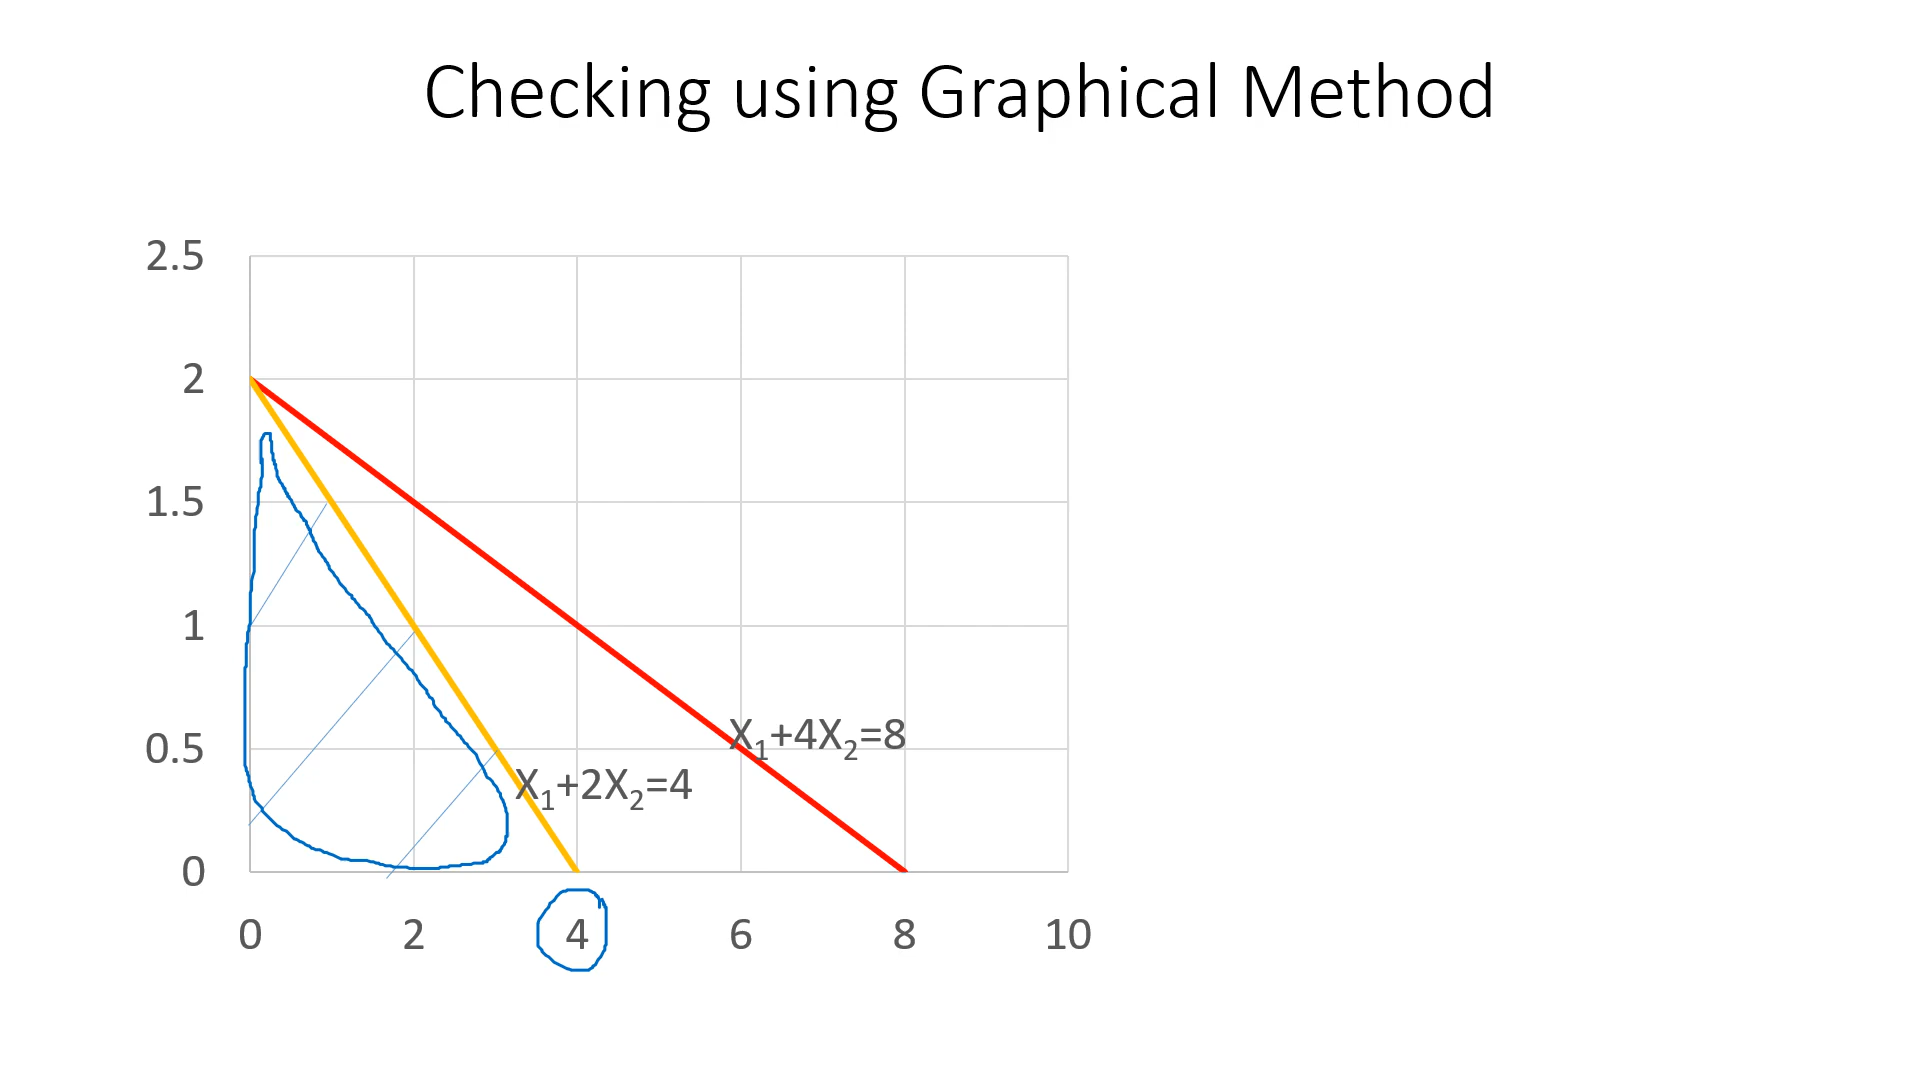 Checking using Graphical Method
2.5
2
1.5
1
0.5
0
X₁+4X₂=8
X₁+2X₂=4
0 2 4 6 8 10